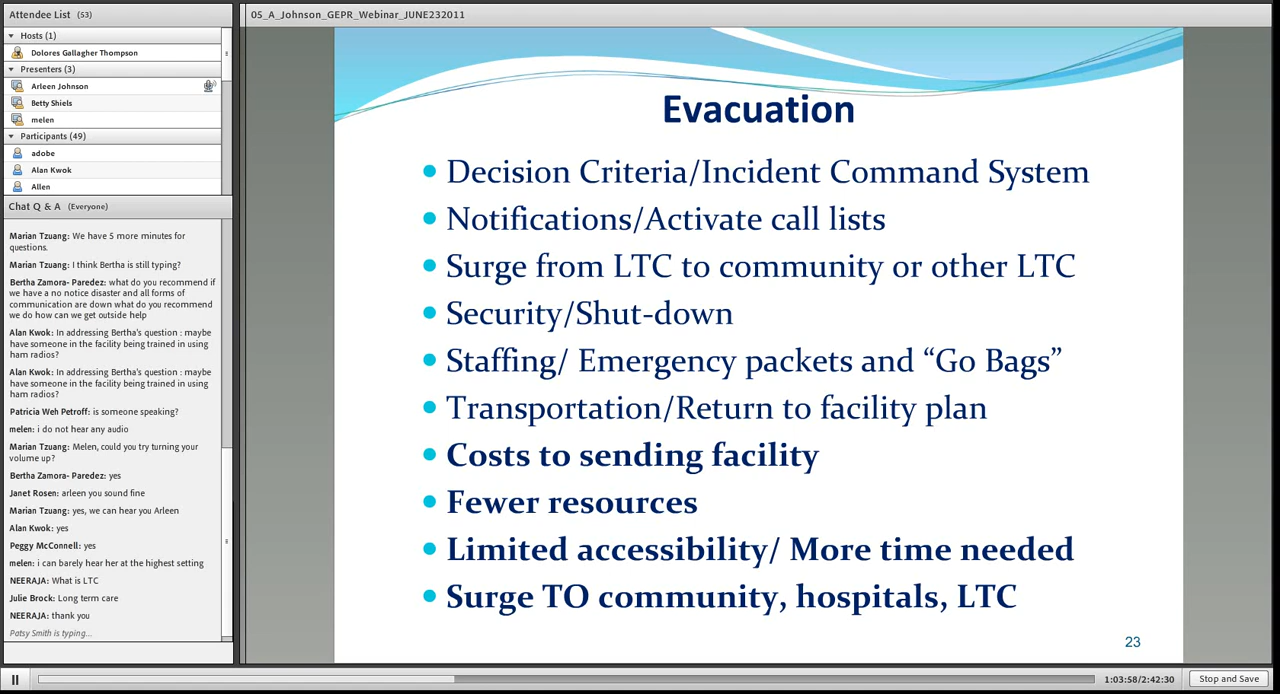 Attendee List (53)
Hosts (1)
Dolores Gallagher Thompson
Presenters (3)
Arleen Johnson
Betty Shiels
melen
Participants (49)
adobe
Alan Kwok
Allen
Chat Q & A (Everyone)
Marian Tzuang: We have 5 more minutes for
questions.
Marian Tzuang: I think Bertha is still typing?
Bertha Zamora- Paredez: what do you recommend if
we have a no notice disaster and all forms of
communication are down what do you recommend
we do how can we get outside help
Alan Kwok: In addressing Bertha's question : maybe
have someone in the facility being trained in using
ham radios?
Alan Kwok: In addressing Bertha's question : maybe
have someone in the facility being trained in using
ham radios?
Patricia Weh Petroff: is someone speaking?
melen: i do not hear any audio
Marian Tzuang: Melen, could you try turning your
volume up?
Bertha Zamora- Paredez: yes
Janet Rosen: arleen you sound fine
Marian Tzuang: yes, we can hear you Arleen
Alan Kwok: yes
Peggy McConnell: yes
melen: i can barely hear her at the highest setting
NEERAJA: What is LTC
Julie Brock: Long term care
NEERAJA: thank you
Patsy Smith is typing...
05_A_Johnson_GEPR_Webinar_JUNE232011
Evacuation
• Decision Criteria/Incident Command System
• Notifications/Activate call lists
• Surge from LTC to community or other LTC
• Security/Shut-down
• Staffing/ Emergency packets and “Go Bags”
• Transportation/Return to facility plan
• Costs to sending facility
• Fewer resources
• Limited accessibility/ More time needed
• Surge TO community, hospitals, LTC
23
1:03:58/2:42:30
Stop and Save